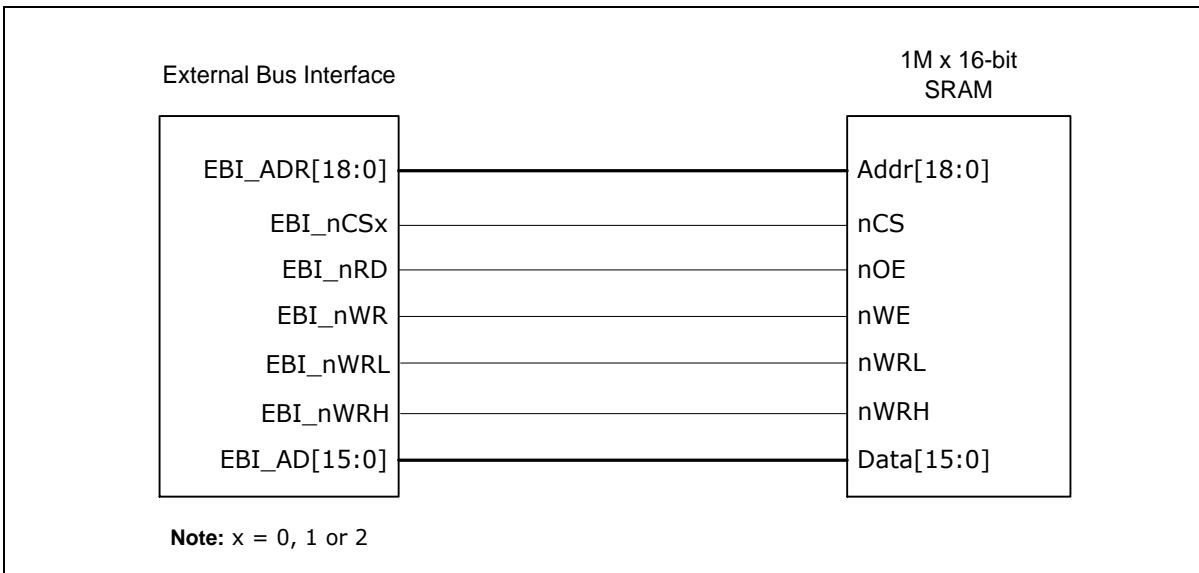 External Bus Interface
1M x 16-bit
SRAM
EBI_ADR[18:0]
Addr[18:0]
EBI_nCSx
nCS
EBI_nRD
nOE
EBI_nWR
nWE
EBI_nWRL
nWRL
EBI_nWRH
nWRH
EBI_AD[15:0]
Data[15:0]
Note: x = 0, 1 or 2